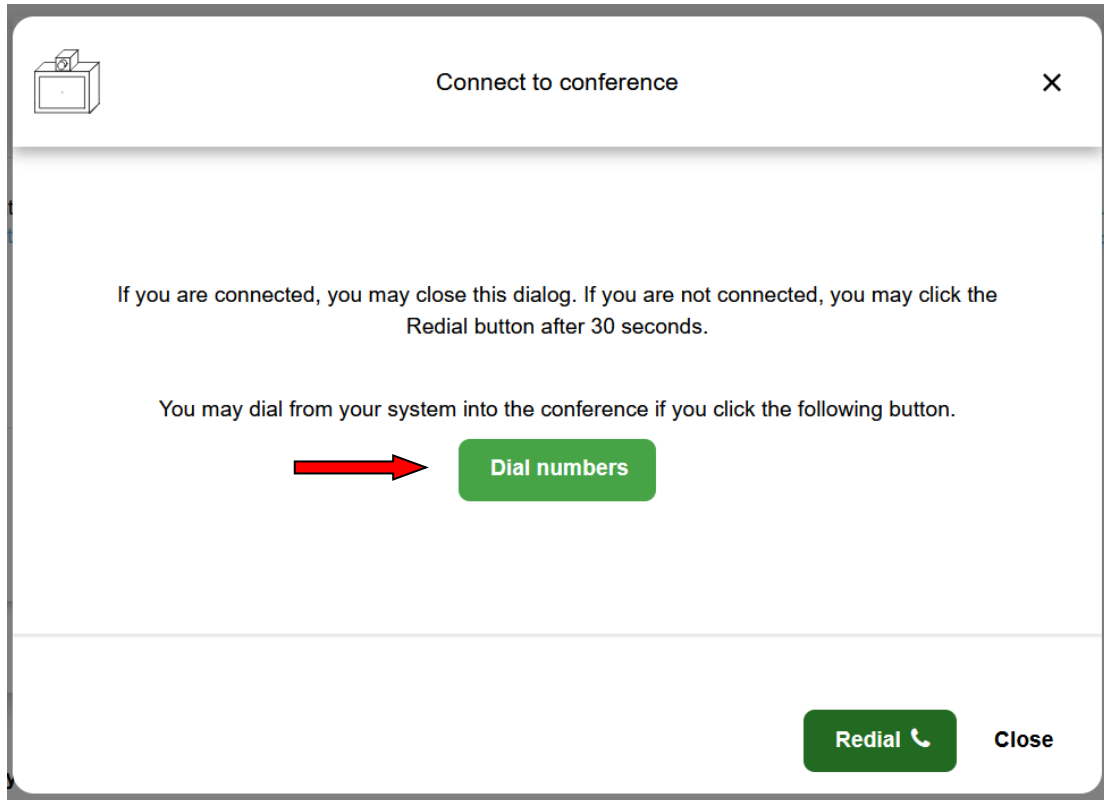 Connect to conference
If you are connected, you may close this dialog. If you are not connected, you may click the
Redial button after 30 seconds.
You may dial from your system into the conference if you click the following button.
Dial numbers
Redial
Close